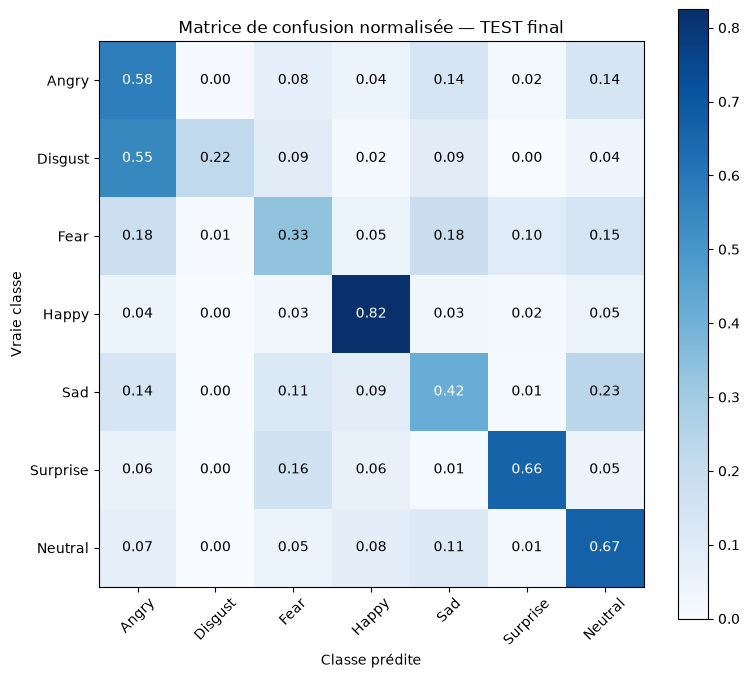 Matrice de confusion normalisée — TEST final
Angry 0.58 0.00 0.08 0.04 0.14 0.02 0.14
Disgust 0.55 0.22 0.09 0.02 0.09 0.00 0.04
Fear 0.18 0.01 0.33 0.05 0.18 0.10 0.15
Happy 0.04 0.00 0.03 0.82 0.03 0.02 0.05
Sad 0.14 0.00 0.11 0.09 0.42 0.01 0.23
Surprise 0.06 0.00 0.16 0.06 0.01 0.66 0.05
Neutral 0.07 0.00 0.05 0.08 0.11 0.01 0.67
Angry Disgust Fear Happy Sad Surprise Neutral
Classe prédite
Vraie classe
0.8
0.7
0.6
0.5
0.4
0.3
0.2
0.1
0.0